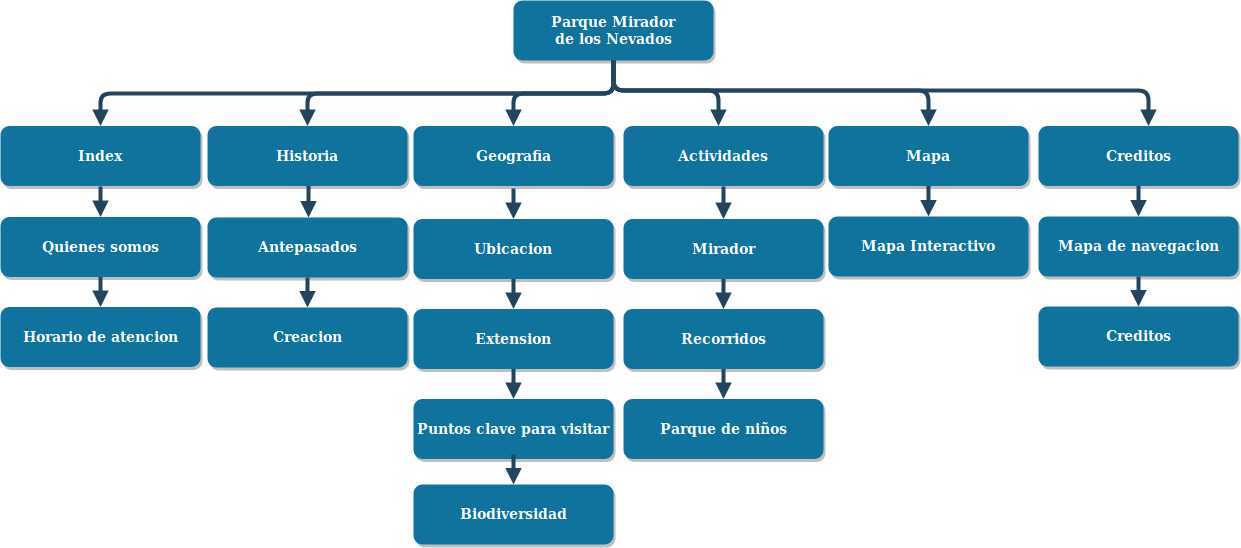 Parque Mirador
de los Nevados
Index
Historia
Geografia
Actividades
Mapa
Creditos
Quienes somos
Antepasados
Ubicacion
Mirador
Mapa Interactivo
Mapa de navegacion
Horario de atencion
Creacion
Extension
Recorridos
Creditos
Puntos clave para visitar
Parque de niños
Biodiversidad